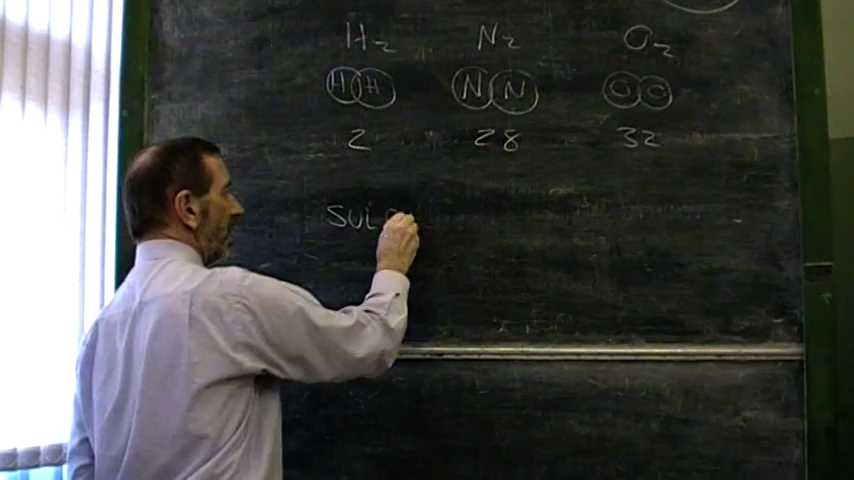 H₂ N₂ O₂
H H N N O O
2 28 32
SUL